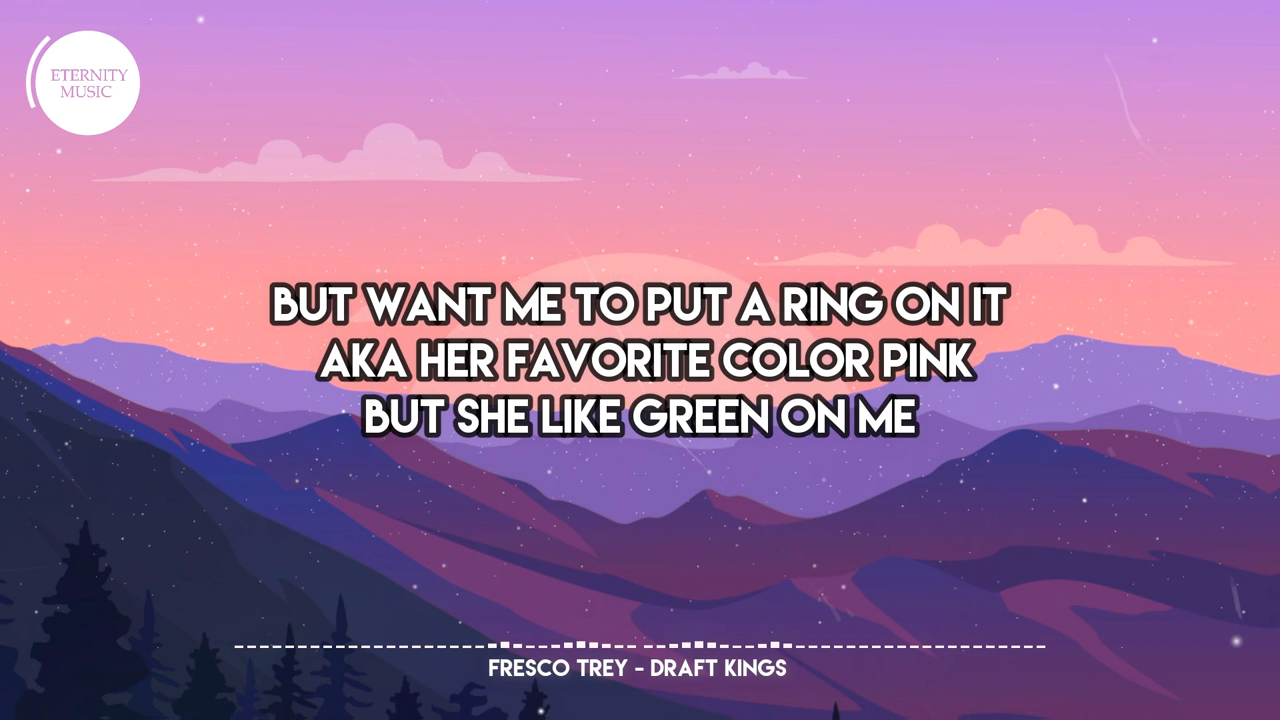 ETERNITY
MUSIC
BUT WANT ME TO PUT A RING ON IT
AKA HER FAVORITE COLOR PINK
BUT SHE LIKE GREEN ON ME
FRESCO TREY - DRAFT KINGS